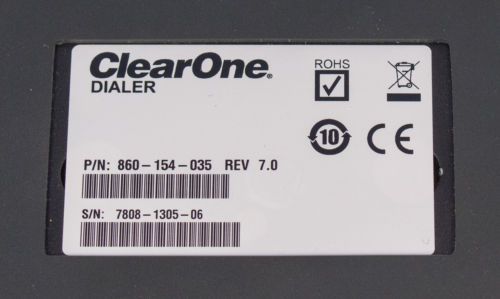 ClearOne®
DIALER
ROHS
10
CE
P/N: 860-154-035 REV 7.0
S/N: 7808-1305-06